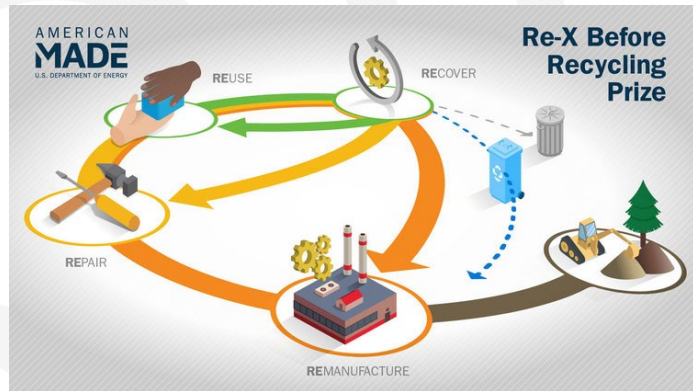 AMERICAN
MADE
U.S. DEPARTMENT OF ENERGY
Re-X Before
Recycling
Prize
REUSE
RECOVER
REPAIR
REMANUFACTURE